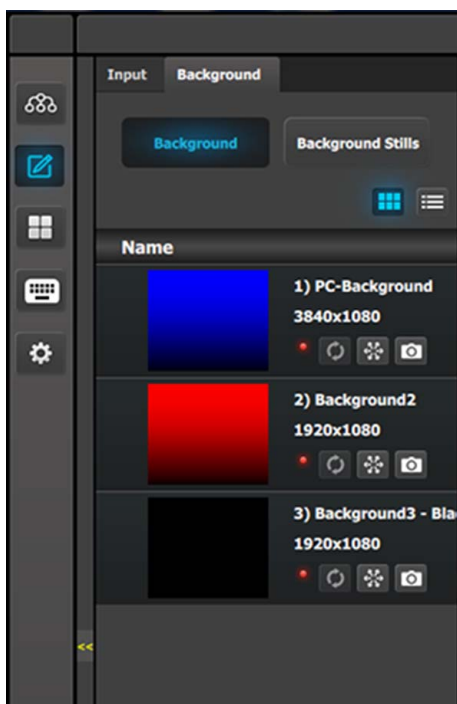 Input Background
Background Background Stills
Name
1) PC-Background
3840x1080
2) Background2
1920x1080
3) Background3 - Bla
1920x1080
<<